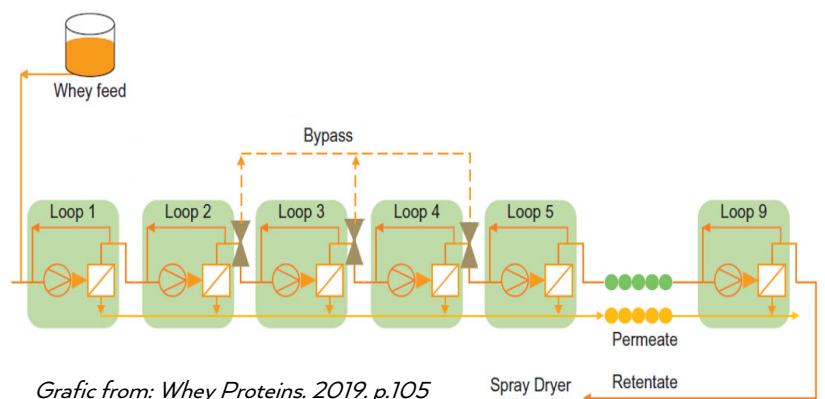 Whey feed
Bypass
Loop 1
Loop 2
Loop 3
Loop 4
Loop 5
Loop 9
Permeate
Grafic from: Whey Proteins. 2019. p.105
Spray Dryer
Retentate